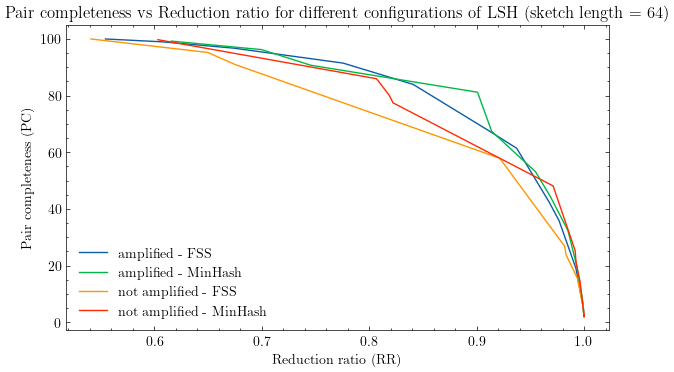 Pair completeness vs Reduction ratio for different configurations of LSH (sketch length = 64)
Pair completeness (PC)
100
80
60
40
20
0
amplified - FSS
amplified - MinHash
not amplified - FSS
not amplified - MinHash
0.6 0.7 0.8 0.9 1.0
Reduction ratio (RR)